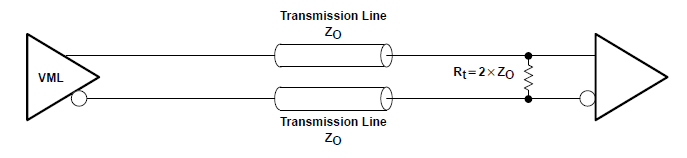 Transmission Line
ZO
VML
Rt=2×ZO
Transmission Line
ZO